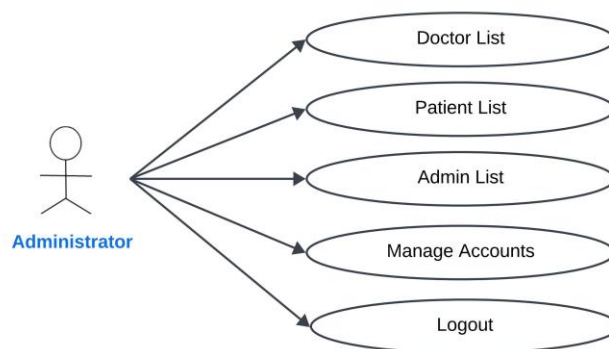 Doctor List
Patient List
Admin List
Administrator
Manage Accounts
Logout